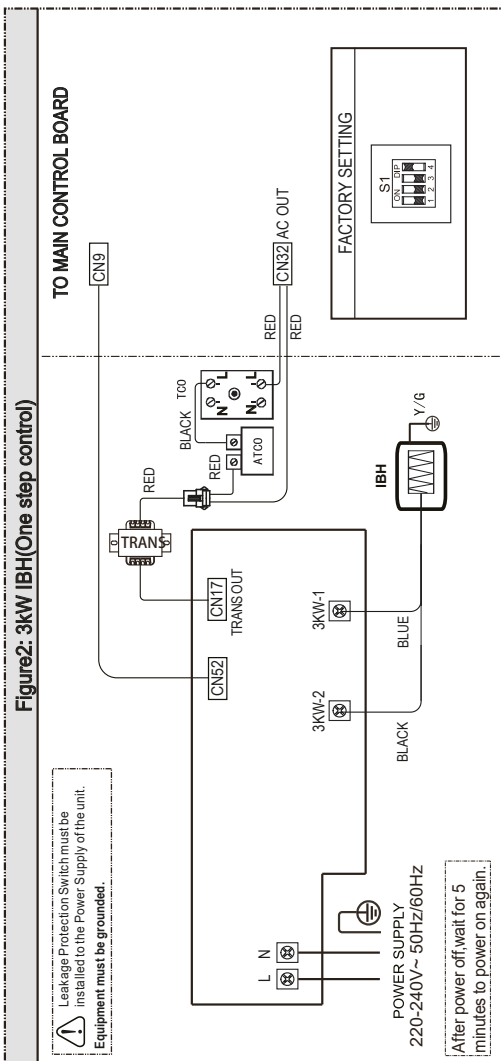 Figure2: 3kW IBH(One step control)
Leakage Protection Switch must be
installed to the Power Supply of the unit.
Equipment must be grounded.
TO MAIN CONTROL BOARD
CN9
CN52
CN17
TRANS OUT
0
TRANS
0
RED
RED
BLACK
TCO
ATCO
N
L
N
L
RED
RED
CN32
AC OUT
L
N
POWER SUPPLY
220-240V~ 50Hz/60Hz
3KW-2
3KW-1
BLACK
BLUE
IBH
Y/G
After power off,wait for 5
minutes to power on again.
FACTORY SETTING
S1
ON DIP
1 2 3 4